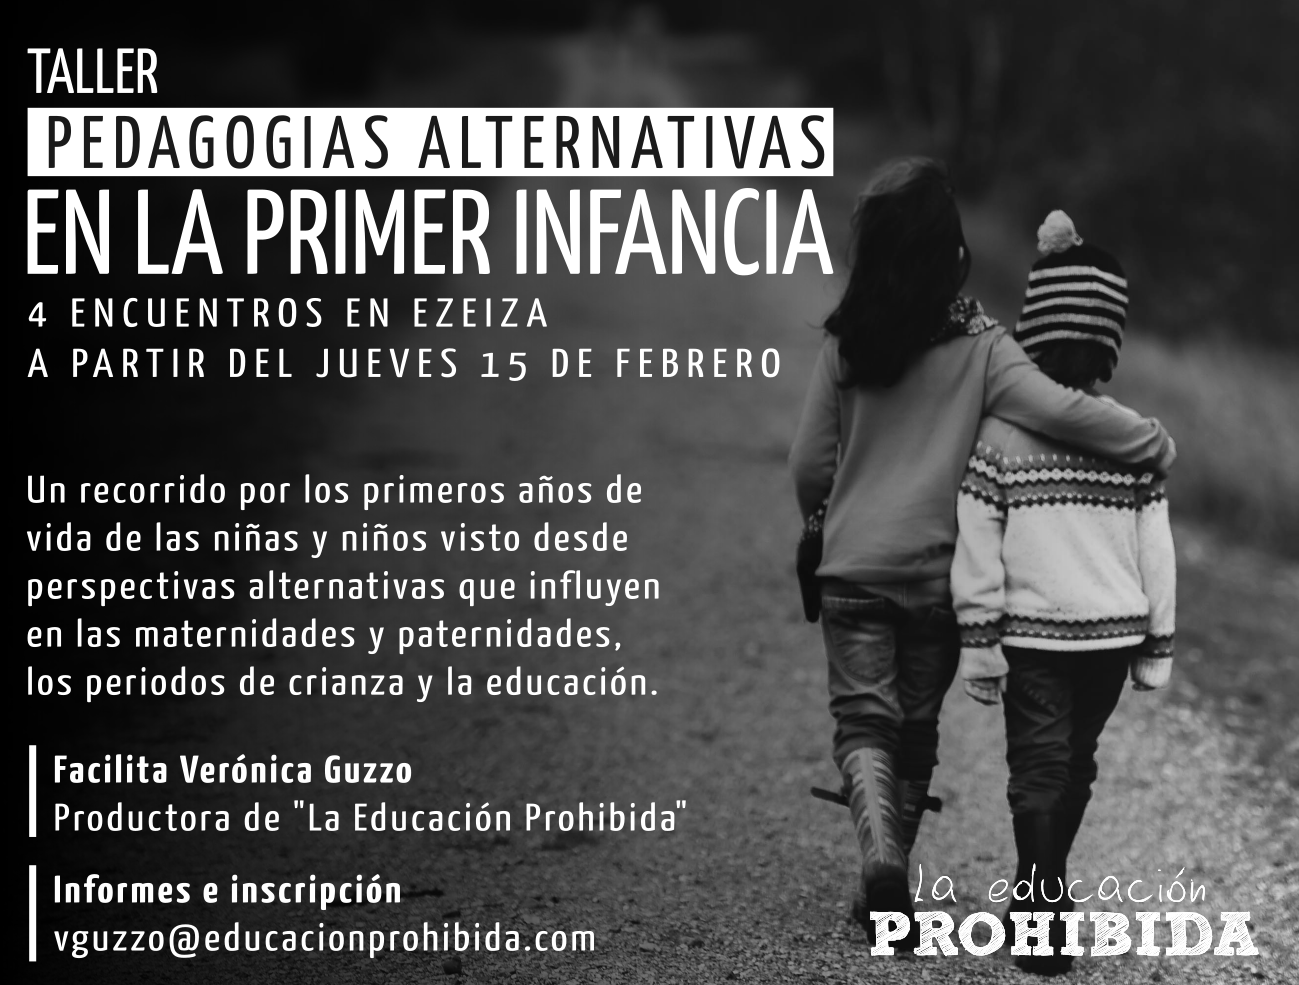 TALLER
PEDAGOGIAS ALTERNATIVAS
EN LA PRIMER INFANCIA
4 ENCUENTROS EN EZEIZA
A PARTIR DEL JUEVES 15 DE FEBRERO
Un recorrido por los primeros años de
vida de las niñas y niños visto desde
perspectivas alternativas que influyen
en las maternidades y paternidades,
los periodos de crianza y la educación.
Facilita Verónica Guzzo
Productora de "La Educación Prohibida"
Informes e inscripción
vguzzo@educacionprohibida.com
La educación
PROHIBIDA